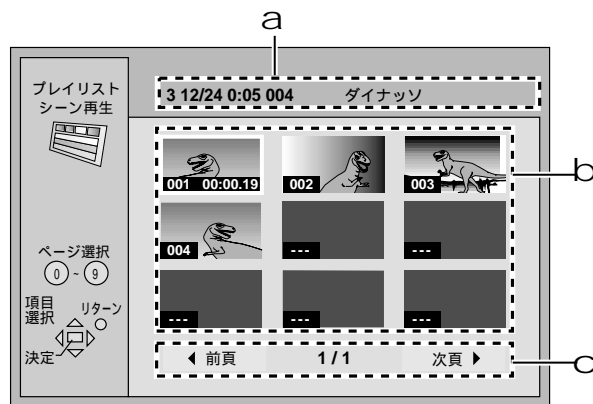 a
プレイリスト
シーン再生
3 12/24 0:05 004 ダイナッソ
b
001 00:00.19
002
003
004
---
---
---
---
---
ページ選択
0 ~ 9
項目
選択
リターン
決定
前頁 1 / 1 次頁
c